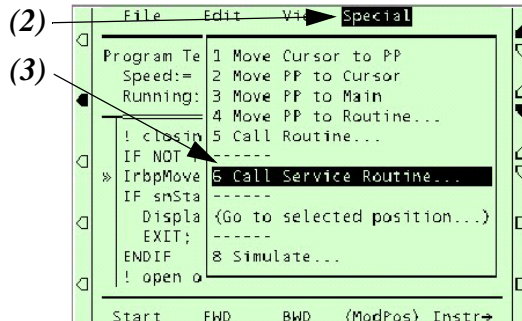 (2)
File Edit Vie Special
(3)
Program Te
Speed:=
Running:
1 Move Cursor to PP
2 Move PP to Cursor
3 Move PP to Main
4 Move PP to Routine...
5 Call Routine...
------
6 Call Service Routine...
------
(Go to selected position...)
------
8 Simulate...
! closin
IF NOT
» IrbpMove
IF smSta
Displa
EXIT;
ENDIF
! open o
Start FWD BWD (ModPos) Instr→